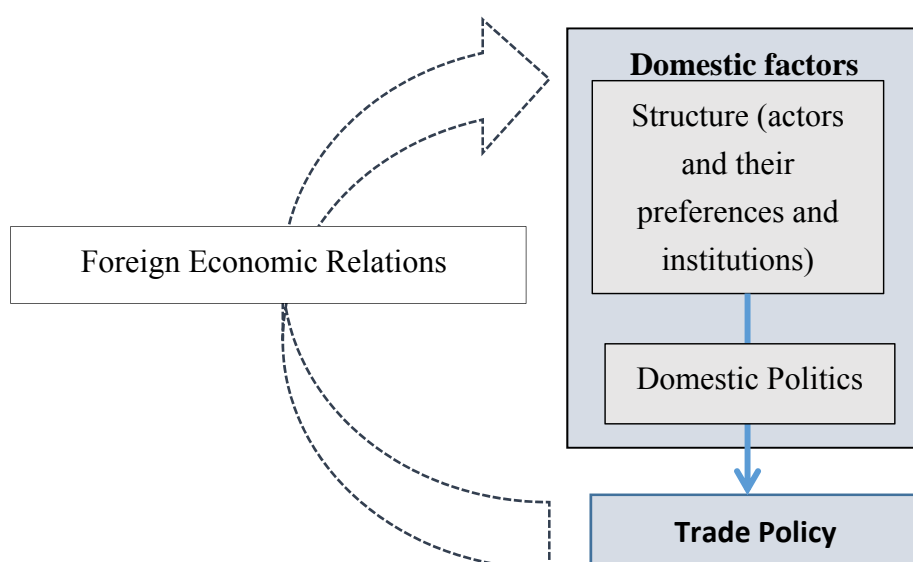 Domestic factors
Structure (actors
and their
preferences and
institutions)
Foreign Economic Relations
Domestic Politics
Trade Policy